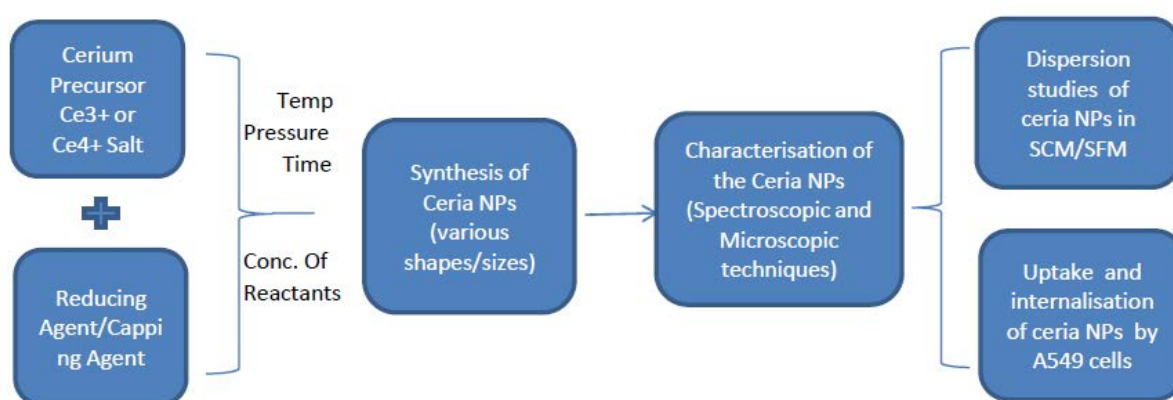 Cerium
Precursor
Ce3+ or
Ce4+ Salt
Reducing
Agent/Cappi
ng Agent
Temp
Pressure
Time
Conc. Of
Reactants
Synthesis of
Ceria NPs
(various
shapes/sizes)
Characterisation of
the Ceria NPs
(Spectroscopic and
Microscopic
techniques)
Dispersion
studies of
ceria NPs in
SCM/SFM
Uptake and
internalisation
of ceria NPs by
A549 cells